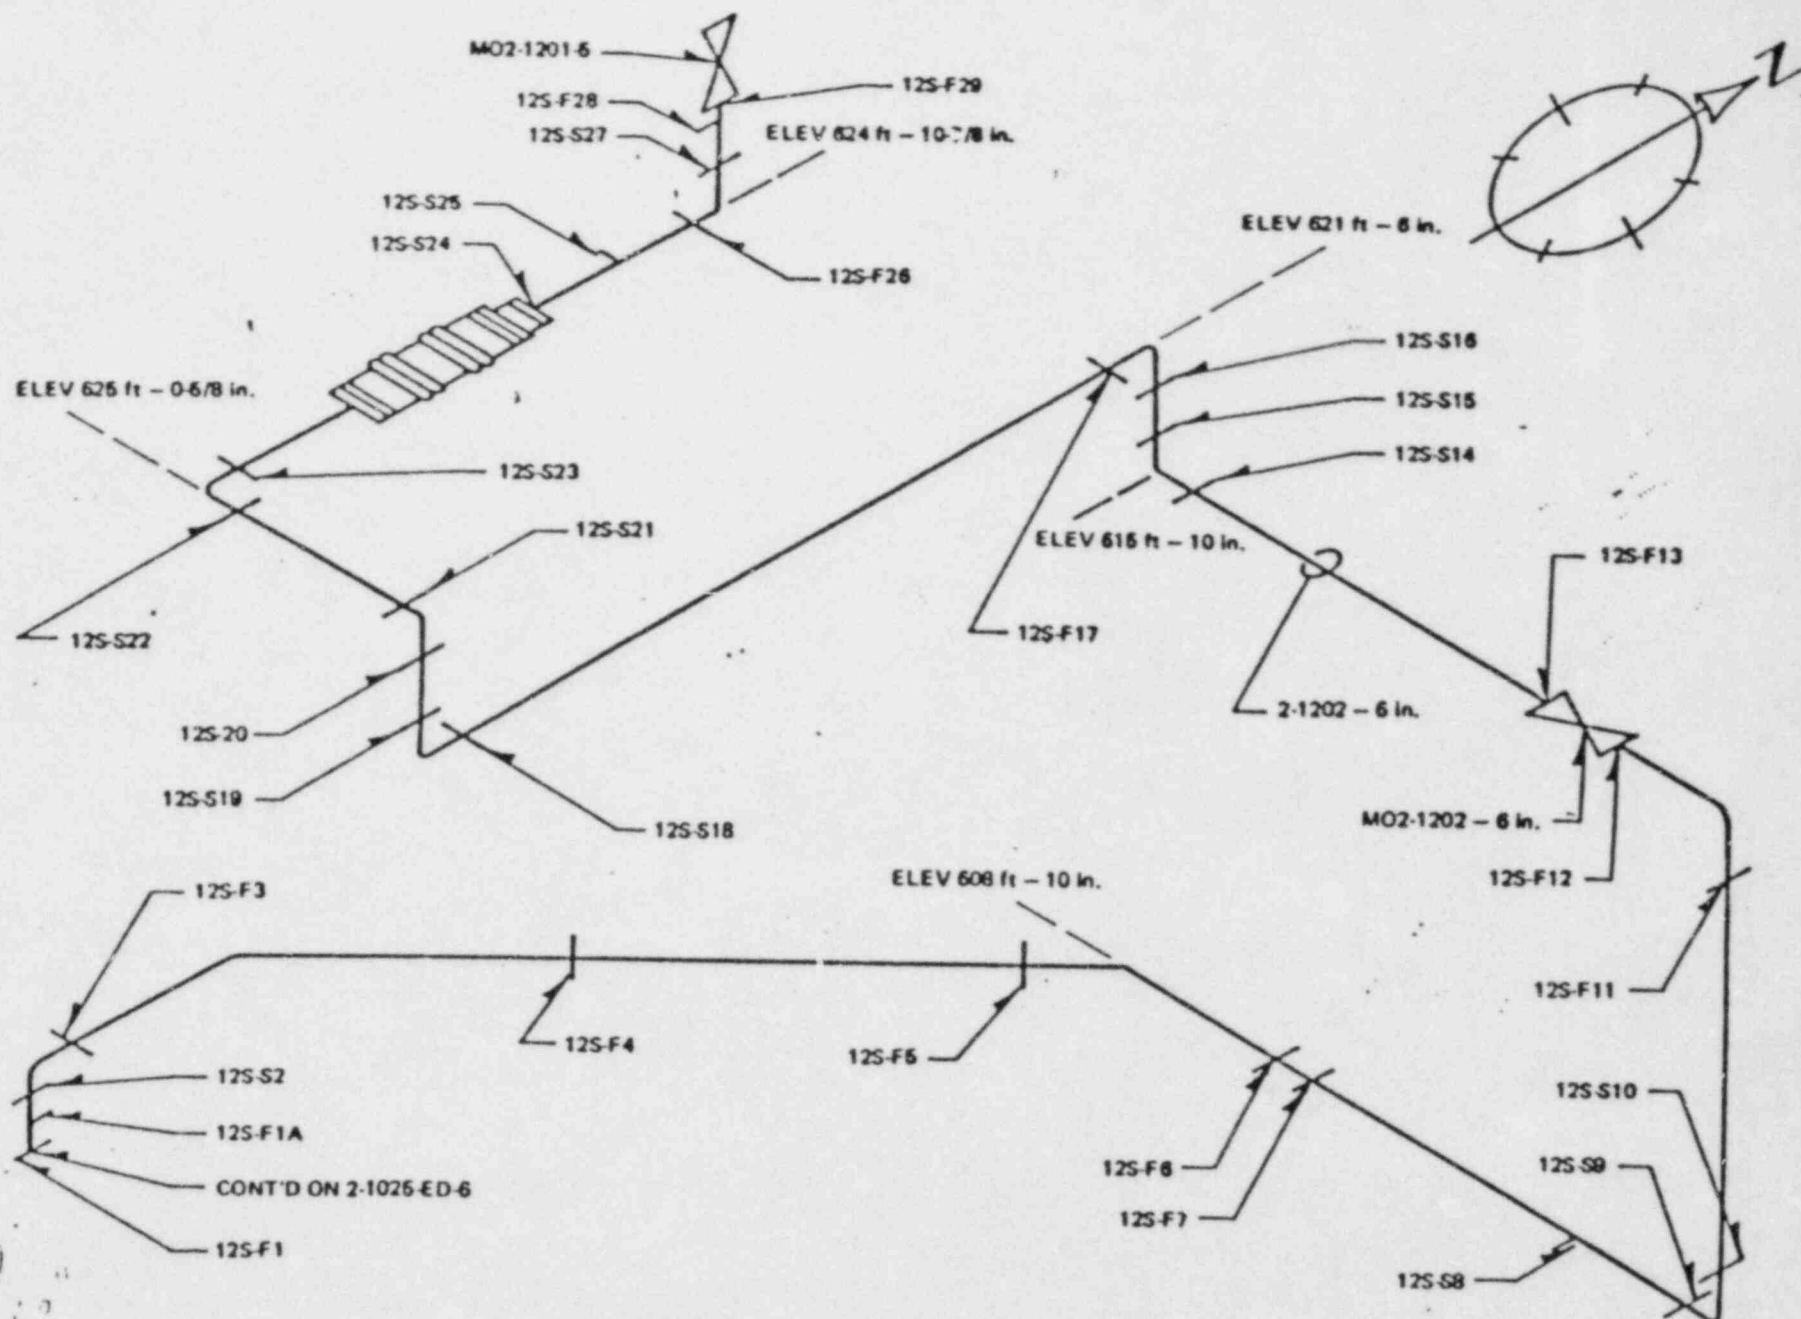 MO2-1201-5
12S-F29
12S-F28
12S-S27
ELEV 624 ft – 10-7/8 in.
N
12S-S25
12S-S24
12S-F26
ELEV 621 ft – 6 in.
12S-S16
ELEV 625 ft – 0-5/8 in.
12S-S15
12S-S23
12S-S14
12S-S21
ELEV 615 ft – 10 in.
12S-F13
12S-S22
12S-F17
2-1202 – 6 in.
12S-20
12S-S19
MO2-1202 – 6 in.
12S-S18
12S-F3
ELEV 608 ft – 10 in.
12S-F12
12S-F11
12S-F4
12S-F5
12S-S2
12S-S10
12S-F1A
12S-F6
12S-S9
CONT'D ON 2-1025-ED-6
12S-F7
12S-F1
12S-S8